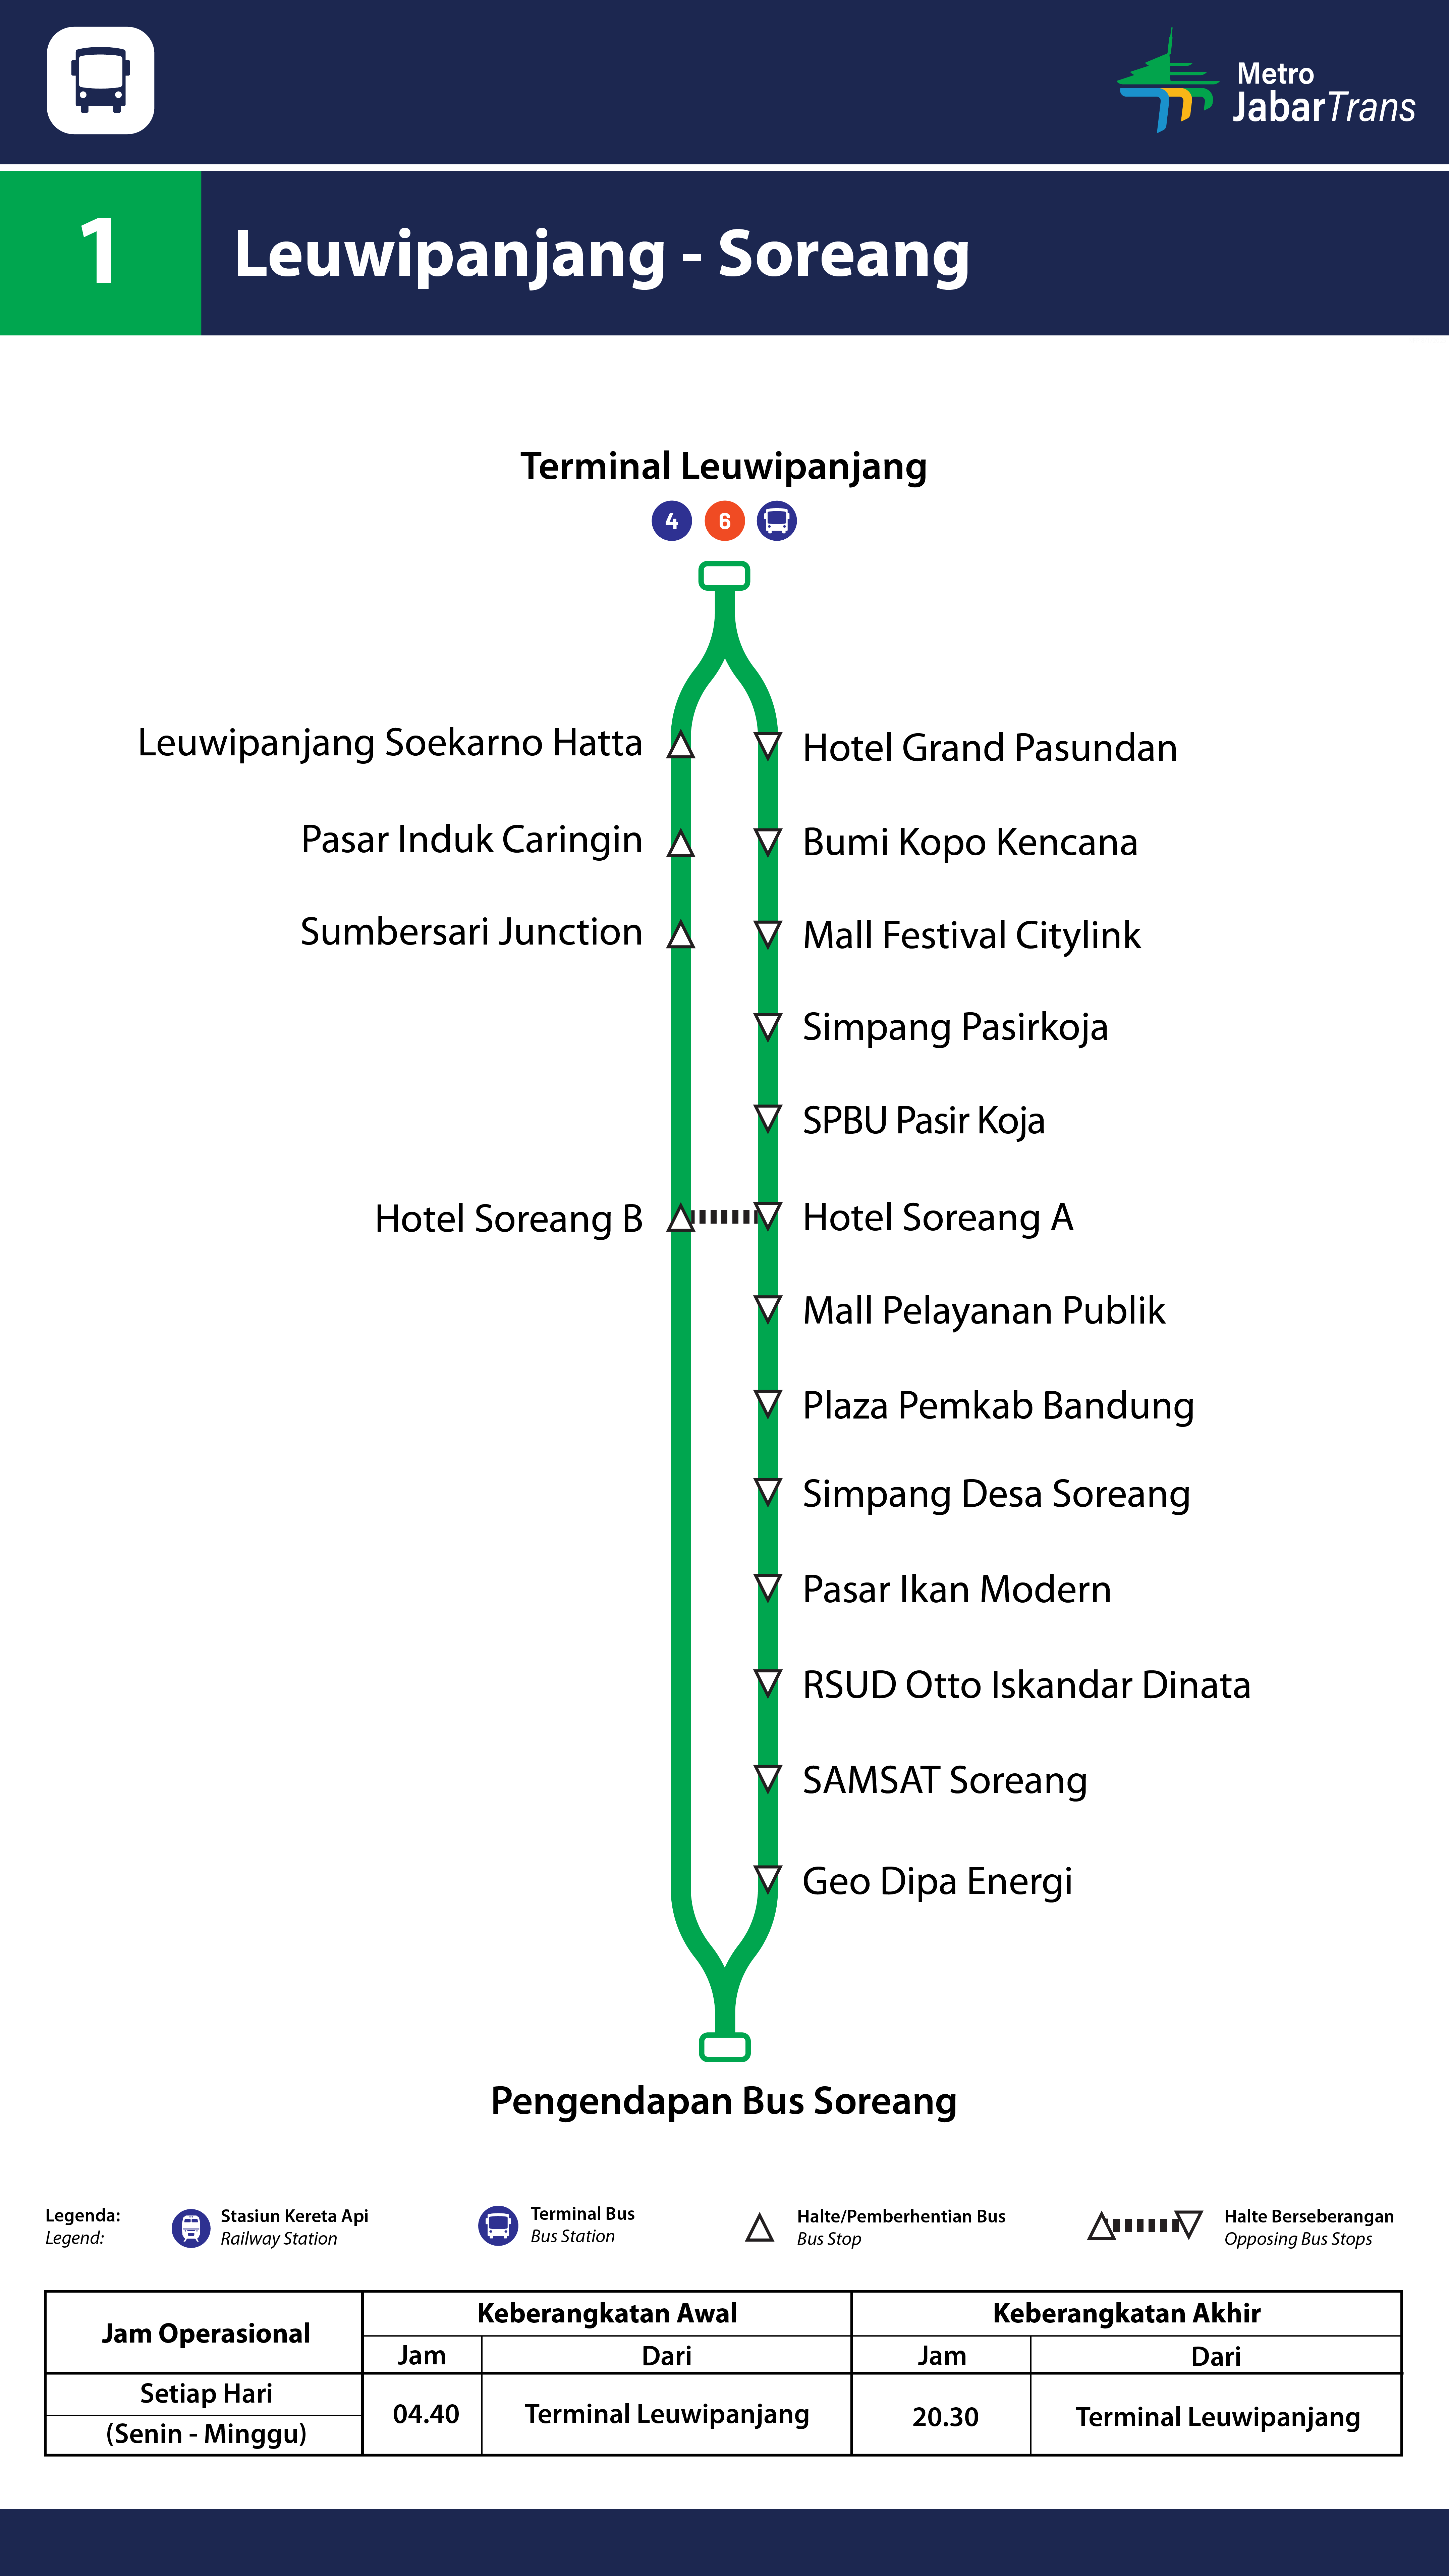 Metro
JabarTrans
1
Leuwipanjang - Soreang
Terminal Leuwipanjang
4 6
Leuwipanjang Soekarno Hatta
Hotel Grand Pasundan
Pasar Induk Caringin
Bumi Kopo Kencana
Sumbersari Junction
Mall Festival Citylink
Simpang Pasirkoja
SPBU Pasir Koja
Hotel Soreang B
Hotel Soreang A
Mall Pelayanan Publik
Plaza Pemkab Bandung
Simpang Desa Soreang
Pasar Ikan Modern
RSUD Otto Iskandar Dinata
SAMSAT Soreang
Geo Dipa Energi
Pengendapan Bus Soreang
Legenda:
Legend:
Stasiun Kereta Api
Railway Station
Terminal Bus
Bus Station
Halte/Pemberhentian Bus
Bus Stop
Halte Berseberangan
Opposing Bus Stops
Jam Operasional
Keberangkatan Awal
Keberangkatan Akhir
Jam
Dari
Jam
Dari
Setiap Hari
(Senin - Minggu)
04.40
Terminal Leuwipanjang
20.30
Terminal Leuwipanjang